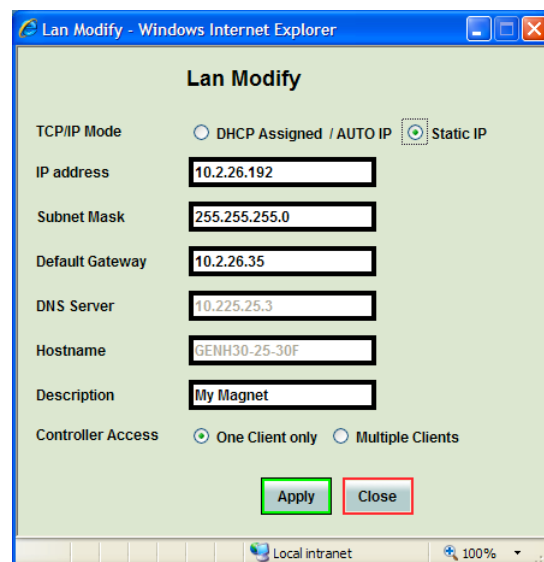 Lan Modify - Windows Internet Explorer
Lan Modify
TCP/IP Mode DHCP Assigned / AUTO IP Static IP
IP address 10.2.26.192
Subnet Mask 255.255.255.0
Default Gateway 10.2.26.35
DNS Server 10.225.25.3
Hostname GENH30-25-30F
Description My Magnet
Controller Access One Client only Multiple Clients
Apply Close
Local intranet 100%